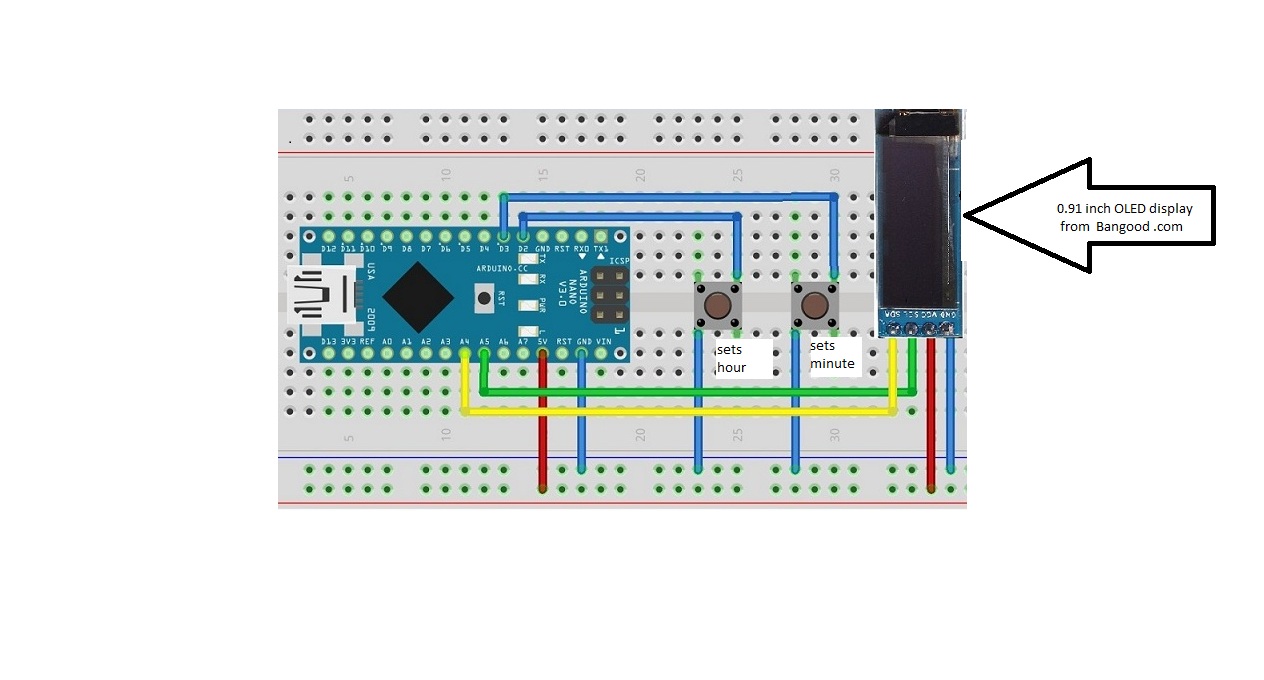 5 10 15 20 25 30
D12 D11 D10 D9 D8 D7 D6 D5 D4 D3 D2 GND RST RX0 TX1
ICSP
ARDUINO.CC
TX
RX
PWR
L
ARDUINO
NANO
V3.0
USA
2009
RST
1
D13 3V3 REF A0 A1 A2 A3 A4 A5 A6 A7 5V RST GND VIN
sets
hour
sets
minute
SDA SCL VCC GND
0.91 inch OLED display
from Bangood .com
5 10 20 25 30